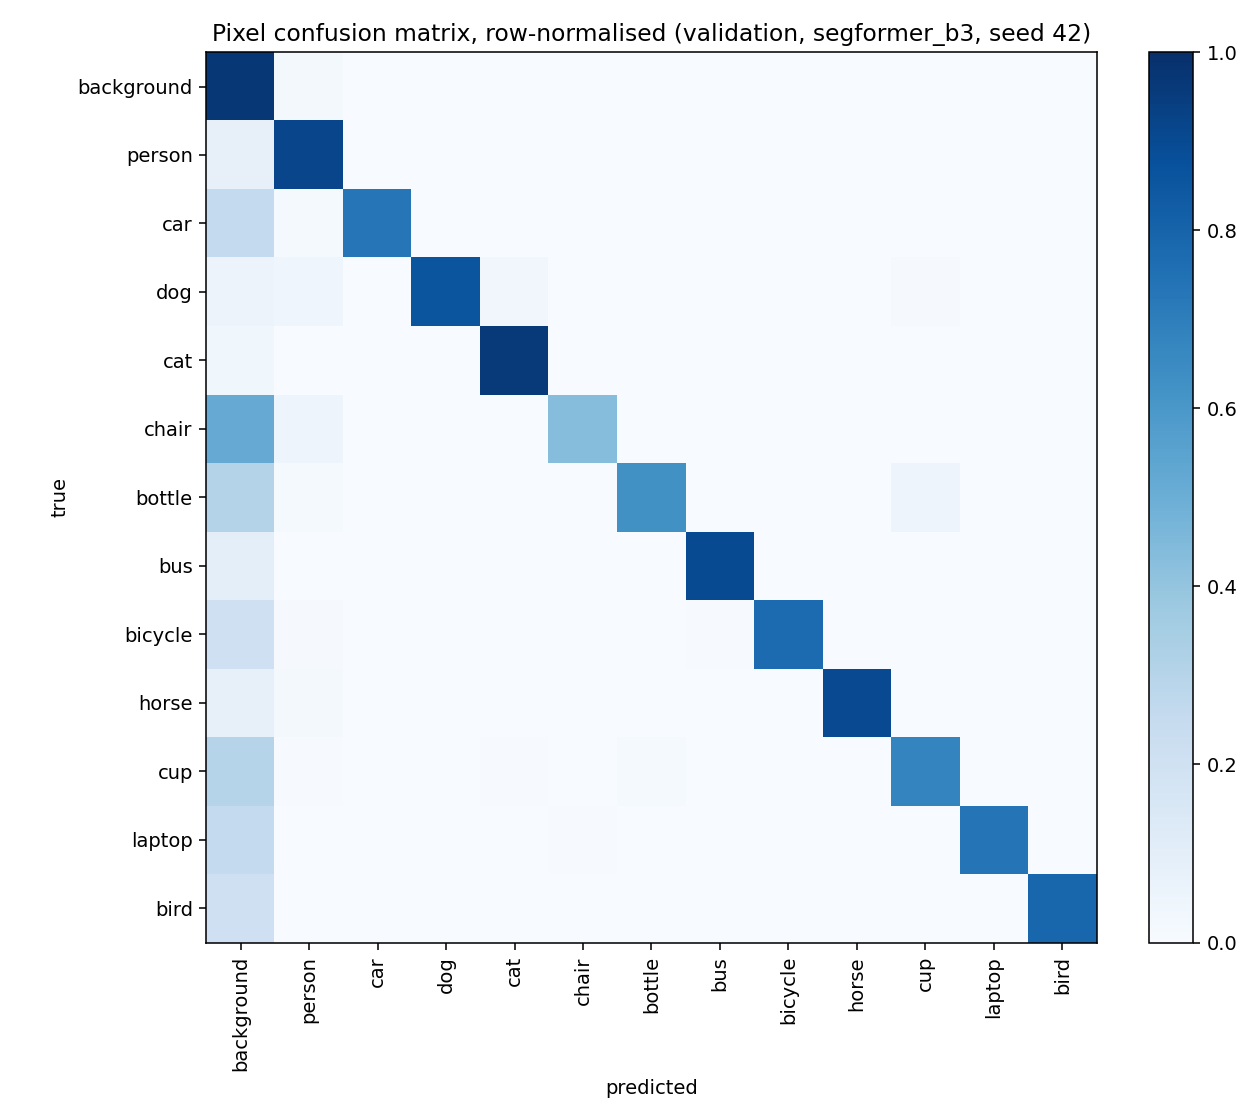 Pixel confusion matrix, row-normalised (validation, segformer_b3, seed 42)
background
person
car
dog
cat
chair
bottle
bus
bicycle
horse
cup
laptop
bird
true
background
person
car
dog
cat
chair
bottle
bus
bicycle
horse
cup
laptop
bird
predicted
1.0
0.8
0.6
0.4
0.2
0.0